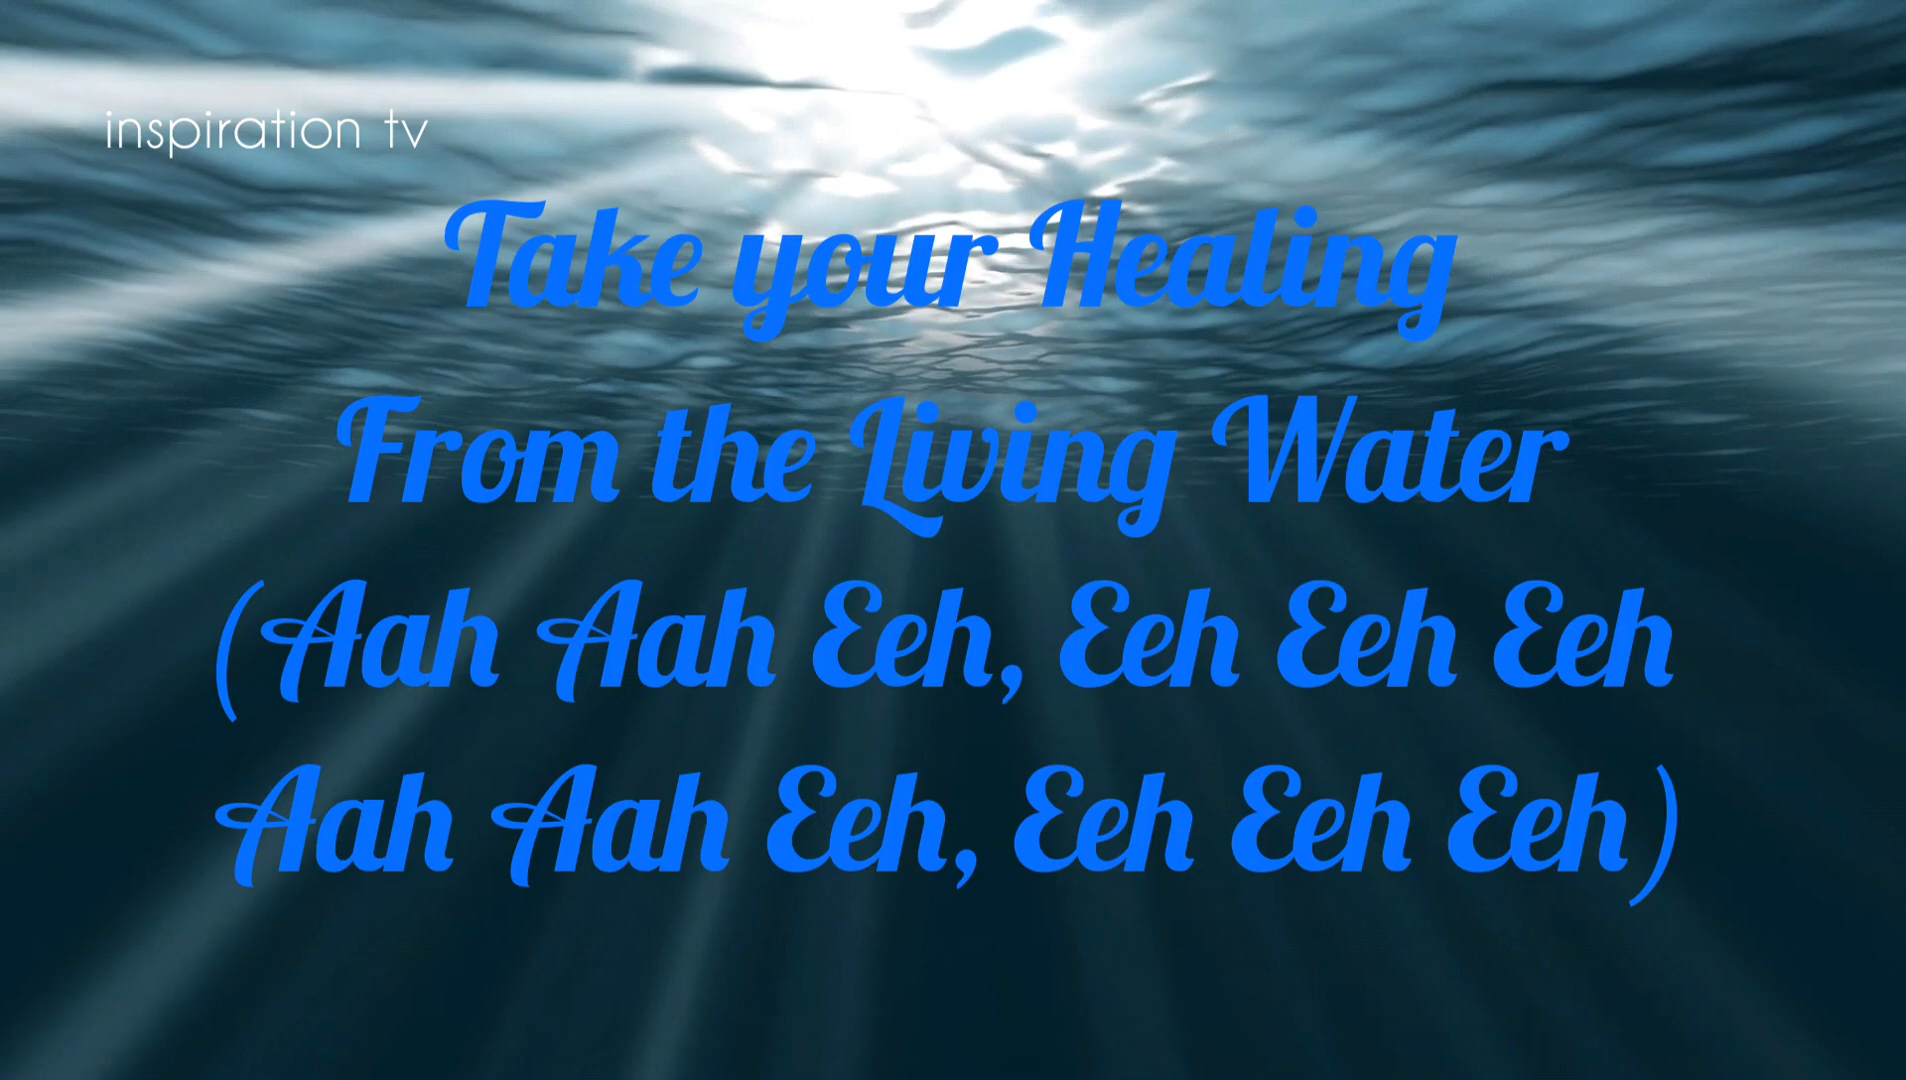 inspiration tv
Take your Healing
From the Living Water
(Aah Aah Eeh, Eeh Eeh Eeh
Aah Aah Eeh, Eeh Eeh Eeh)